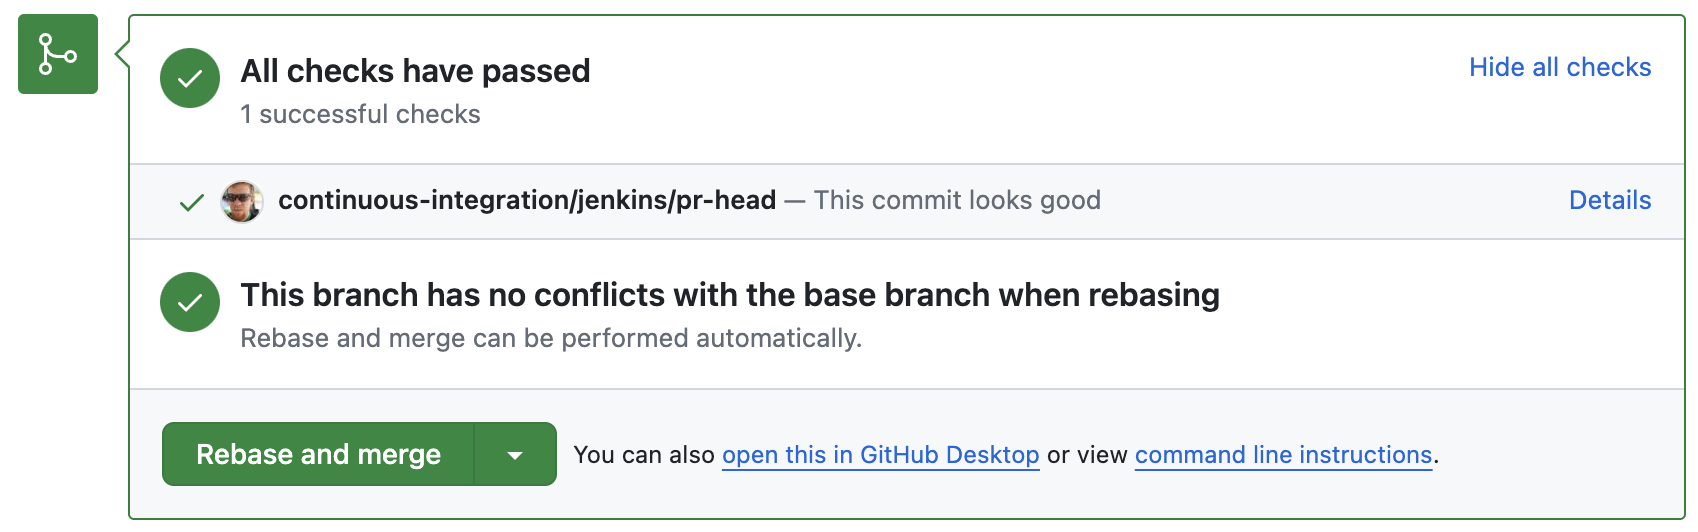 All checks have passed
Hide all checks
1 successful checks
continuous-integration/jenkins/pr-head — This commit looks good
Details
This branch has no conflicts with the base branch when rebasing
Rebase and merge can be performed automatically.
Rebase and merge
You can also open this in GitHub Desktop or view command line instructions.